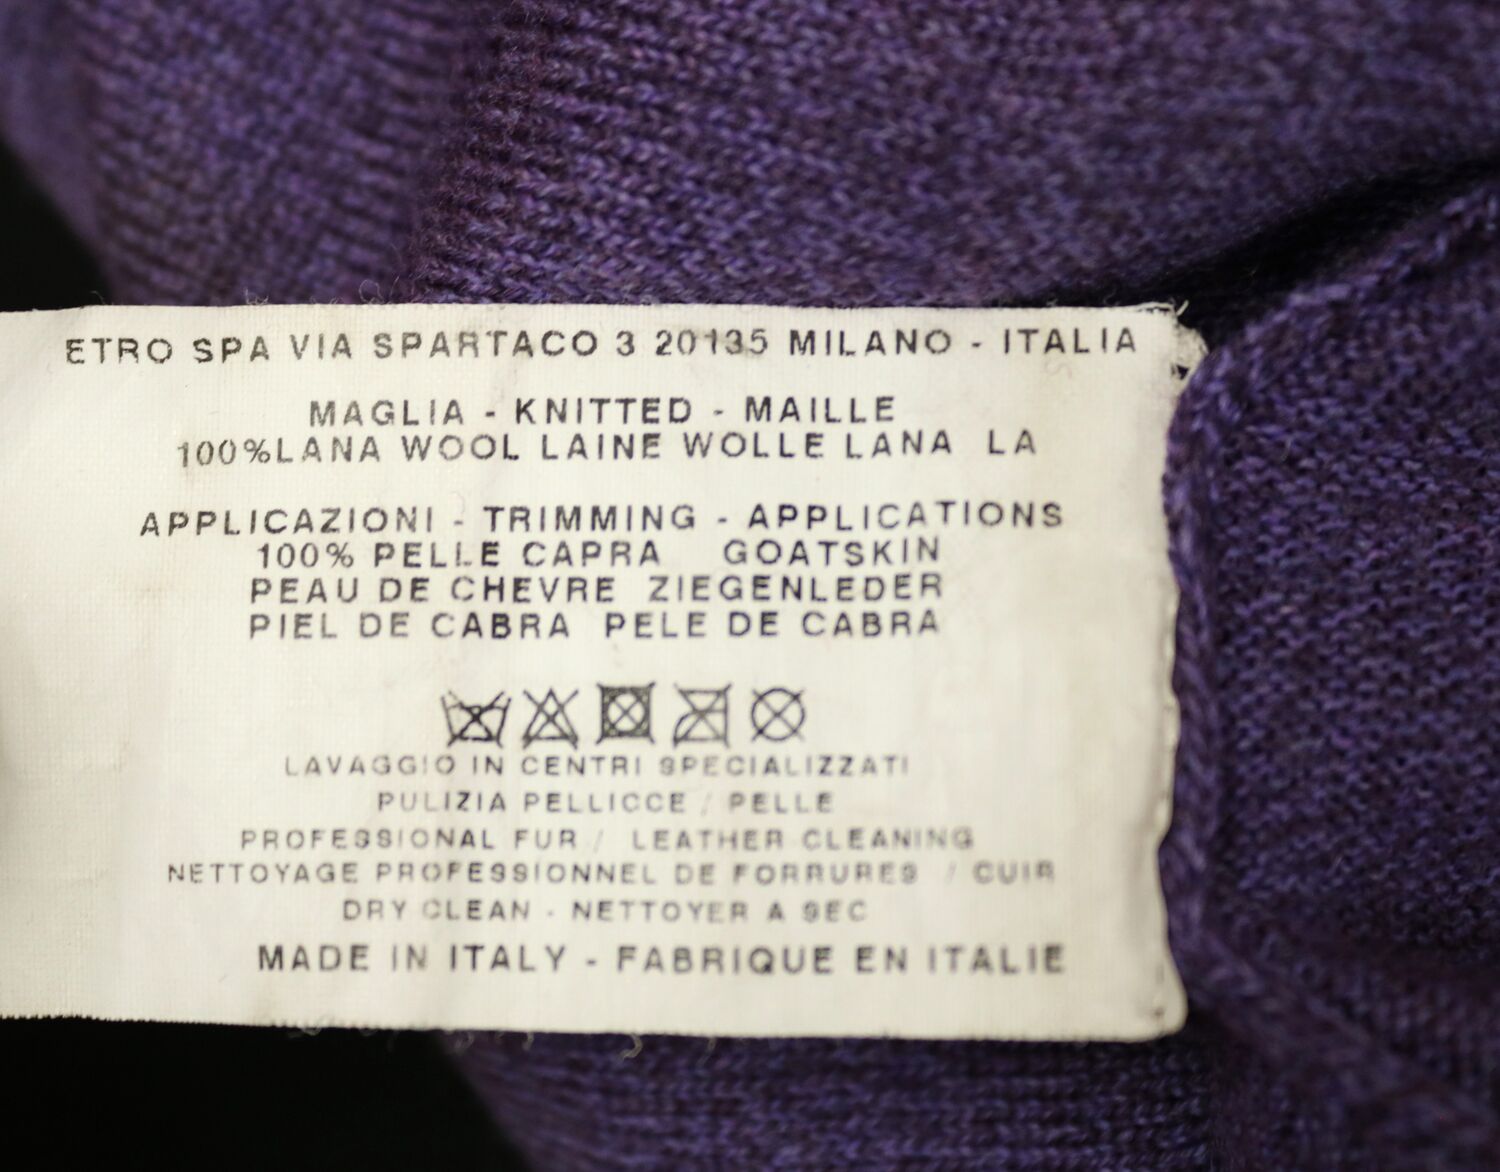 ETRO SPA VIA SPARTACO 3 20135 MILANO - ITALIA
MAGLIA - KNITTED - MAILLE
100%LANA WOOL LAINE WOLLE LANA LA
APPLICAZIONI - TRIMMING - APPLICATIONS
100% PELLE CAPRA GOATSKIN
PEAU DE CHEVRE ZIEGENLEDER
PIEL DE CABRA PELE DE CABRA
LAVAGGIO IN CENTRI SPECIALIZZATI
PULIZIA PELLICCE / PELLE
PROFESSIONAL FUR / LEATHER CLEANING
NETTOYAGE PROFESSIONNEL DE FORRURES / CUIR
DRY CLEAN - NETTOYER A SEC
MADE IN ITALY - FABRIQUE EN ITALIE